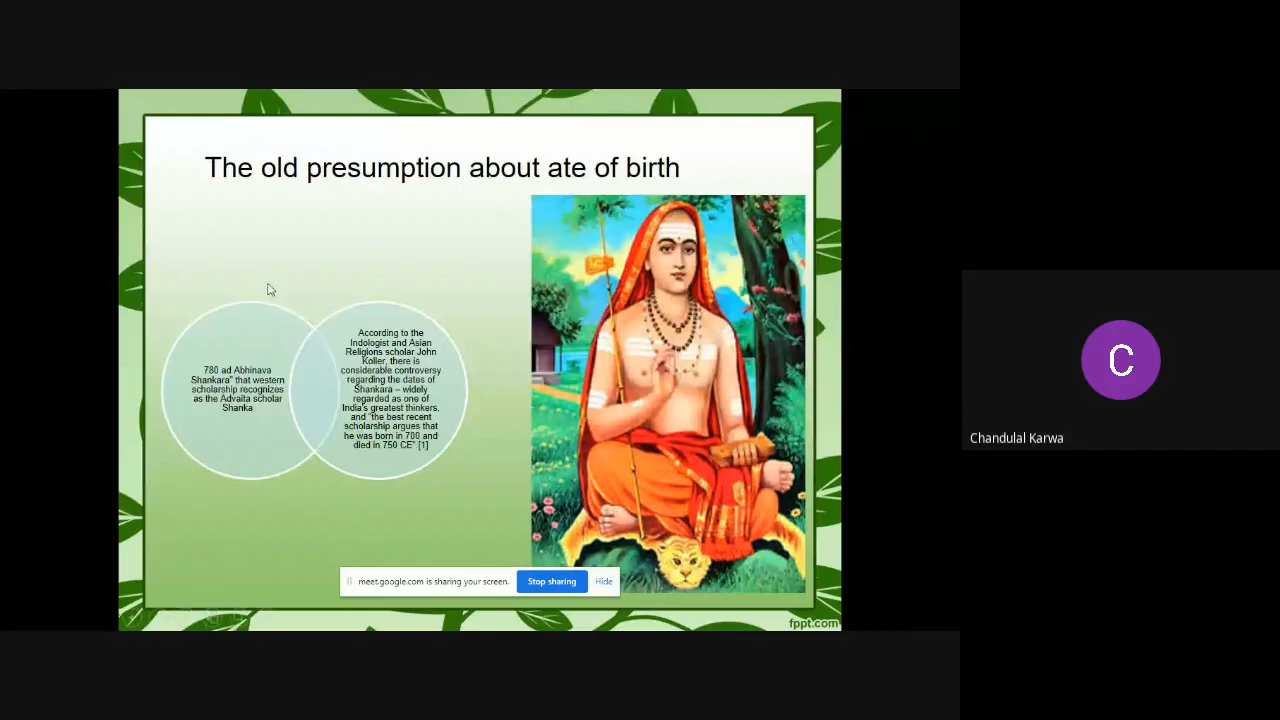 The old presumption about ate of birth
780 ad Abhinava
Shankara" that western
scholarship recognizes
as the Advaita scholar
Shanka
According to the
Indologist and Asian
Religions scholar John
Koller, there is
considerable controversy
regarding the dates of
Shankara – widely
regarded as one of
India's greatest thinkers,
and "the best recent
scholarship argues that
he was born in 700 and
died in 750 CE" [1]
meet.google.com is sharing your screen.
Stop sharing
Hide
fppt.com
C
Chandulal Karwa